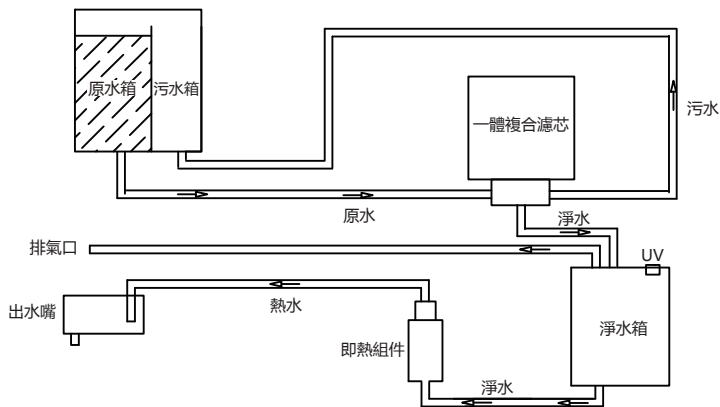 原水箱
污水箱
一體複合濾芯
污水
原水
淨水
排氣口
UV
熱水
出水嘴
淨水箱
即熱組件
淨水